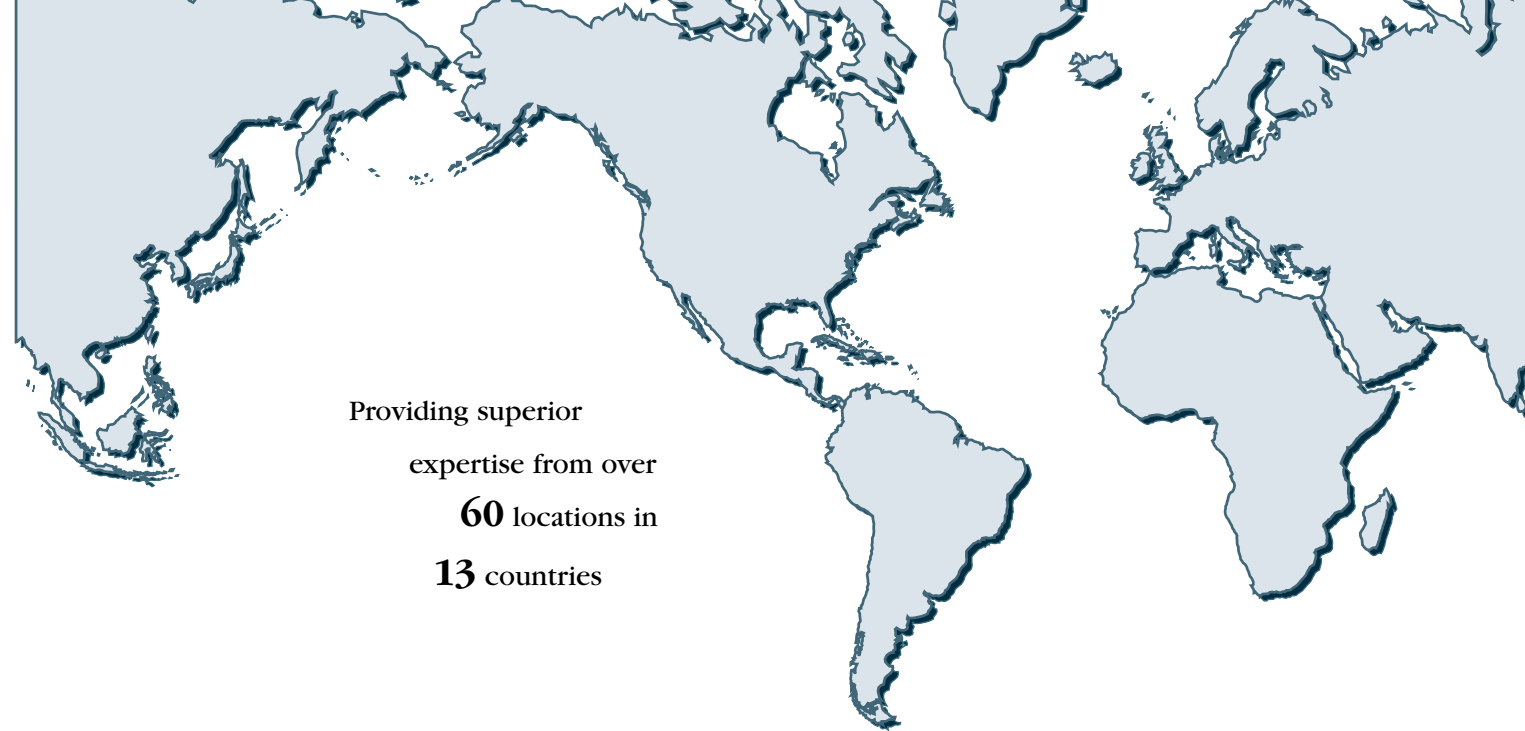 Providing superior
expertise from over
60 locations in
13 countries